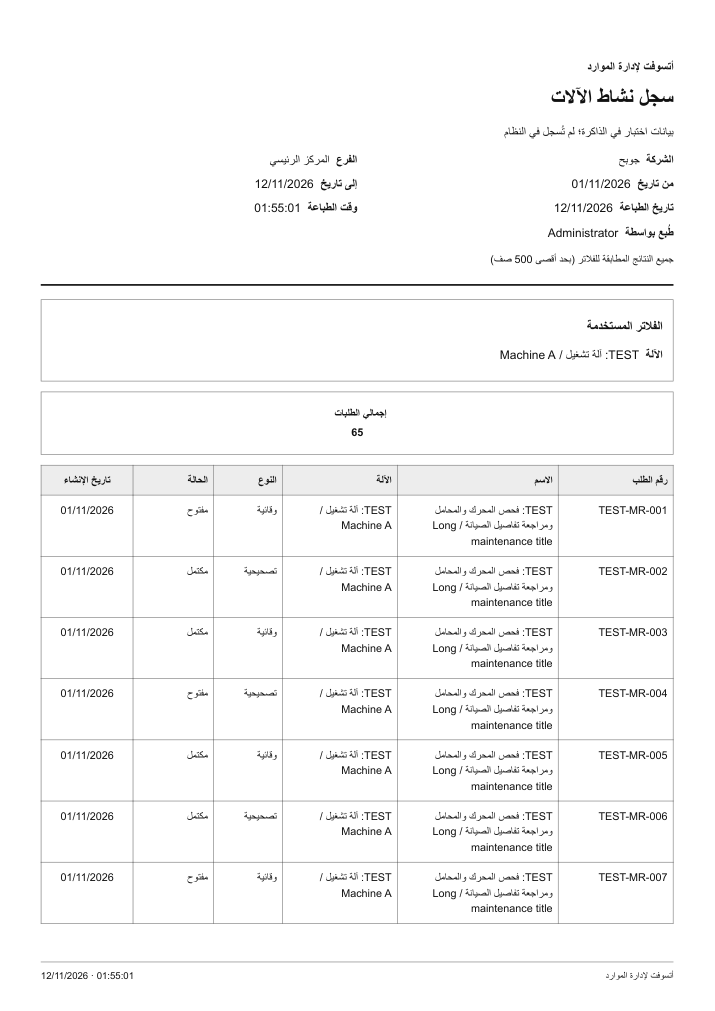 أتسوفت لإدارة الموارد
سجل نشاط الآلات
بيانات اختبار في الذاكرة؛ لم تُسجل في النظام
الشركة جوبح
الفرع المركز الرئيسي
من تاريخ 01/11/2026
إلى تاريخ 12/11/2026
تاريخ الطباعة 12/11/2026
وقت الطباعة 01:55:01
طُبع بواسطة Administrator
جميع النتائج المطابقة للفلاتر (بحد أقصى 500 صف)
الفلاتر المستخدمة
الآلة TEST: آلة تشغيل / Machine A
إجمالي الطلبات
65
رقم الطلب الاسم الآلة النوع الحالة تاريخ الإنشاء
TEST-MR-001 TEST: فحص المحرك والمحامل TEST: آلة تشغيل / وقائية مفتوح 01/11/2026
ومراجعة تفاصيل الصيانة / Long Machine A
maintenance title
TEST-MR-002 TEST: فحص المحرك والمحامل TEST: آلة تشغيل / تصحيحية مكتمل 01/11/2026
ومراجعة تفاصيل الصيانة / Long Machine A
maintenance title
TEST-MR-003 TEST: فحص المحرك والمحامل TEST: آلة تشغيل / وقائية مكتمل 01/11/2026
ومراجعة تفاصيل الصيانة / Long Machine A
maintenance title
TEST-MR-004 TEST: فحص المحرك والمحامل TEST: آلة تشغيل / تصحيحية مفتوح 01/11/2026
ومراجعة تفاصيل الصيانة / Long Machine A
maintenance title
TEST-MR-005 TEST: فحص المحرك والمحامل TEST: آلة تشغيل / وقائية مكتمل 01/11/2026
ومراجعة تفاصيل الصيانة / Long Machine A
maintenance title
TEST-MR-006 TEST: فحص المحرك والمحامل TEST: آلة تشغيل / تصحيحية مكتمل 01/11/2026
ومراجعة تفاصيل الصيانة / Long Machine A
maintenance title
TEST-MR-007 TEST: فحص المحرك والمحامل TEST: آلة تشغيل / وقائية مفتوح 01/11/2026
ومراجعة تفاصيل الصيانة / Long Machine A
maintenance title
أتسوفت لإدارة الموارد
12/11/2026 · 01:55:01